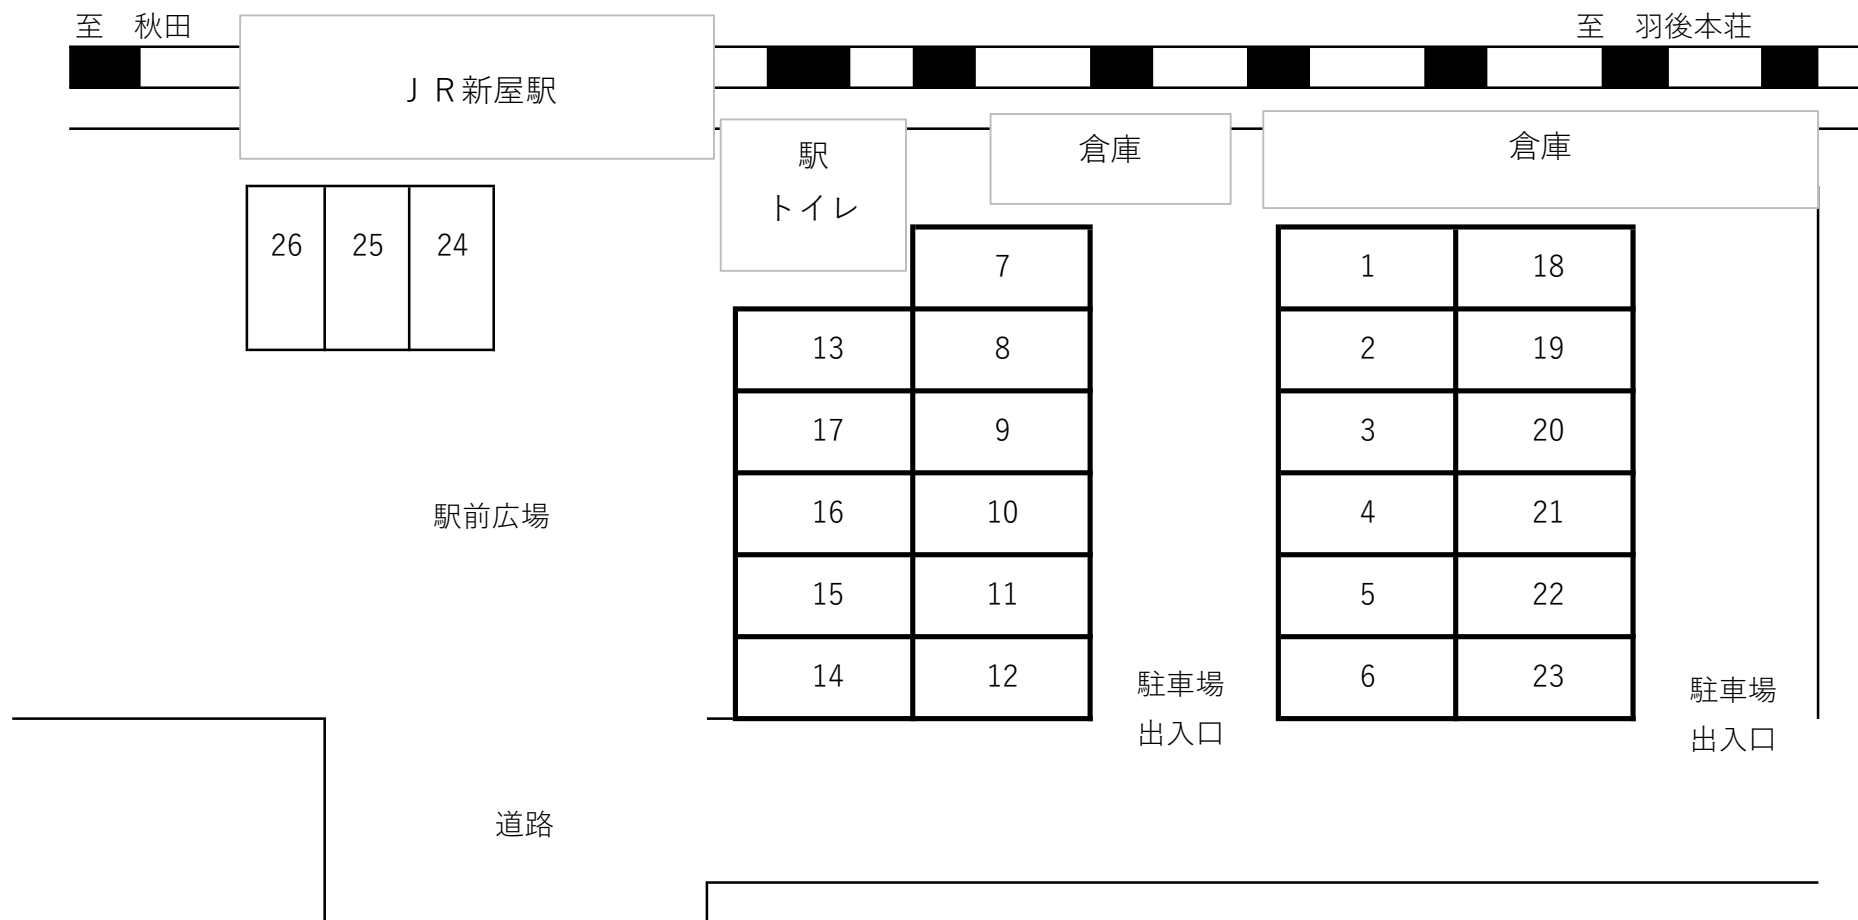 至　秋田
至　羽後本荘
ＪＲ新屋駅
駅
トイレ
倉庫
倉庫
26 25 24
7 1 18
13 8 2 19
17 9 3 20
16 10 4 21
駅前広場
15 11 5 22
14 12 6 23
駐車場
出入口
駐車場
出入口
道路